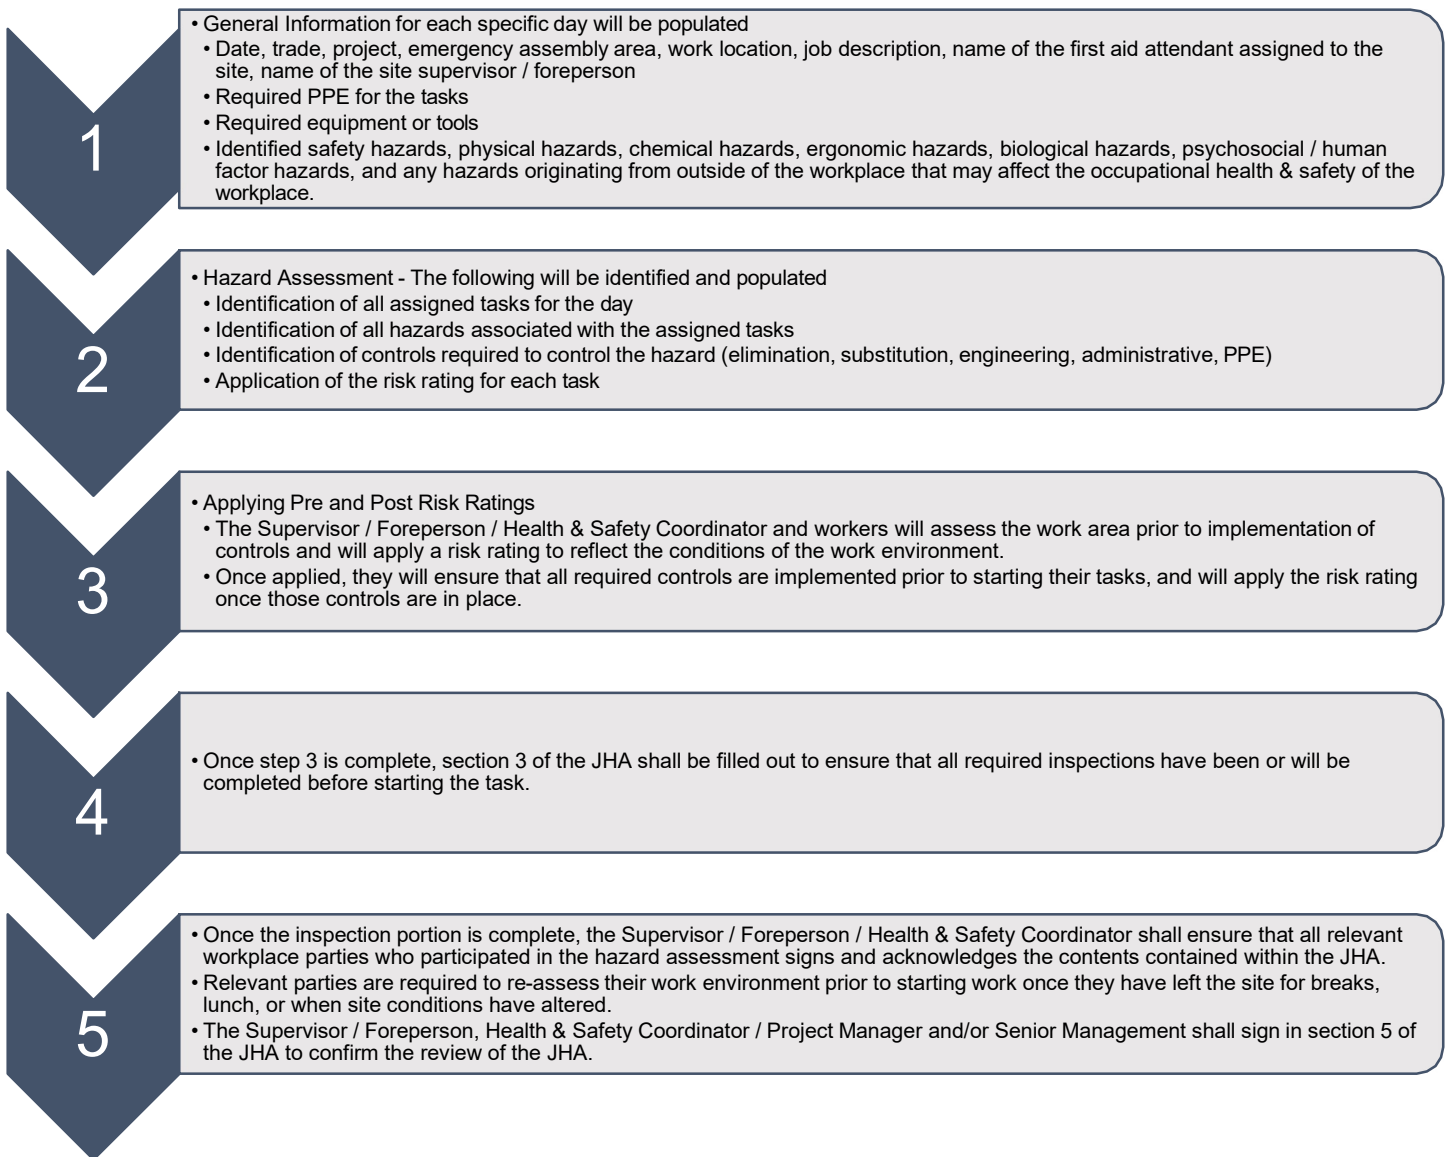 1
• General Information for each specific day will be populated
• Date, trade, project, emergency assembly area, work location, job description, name of the first aid attendant assigned to the
site, name of the site supervisor / foreperson
• Required PPE for the tasks
• Required equipment or tools
• Identified safety hazards, physical hazards, chemical hazards, ergonomic hazards, biological hazards, psychosocial / human
factor hazards, and any hazards originating from outside of the workplace that may affect the occupational health & safety of the
workplace.
2
• Hazard Assessment - The following will be identified and populated
• Identification of all assigned tasks for the day
• Identification of all hazards associated with the assigned tasks
• Identification of controls required to control the hazard (elimination, substitution, engineering, administrative, PPE)
• Application of the risk rating for each task
3
• Applying Pre and Post Risk Ratings
• The Supervisor / Foreperson / Health & Safety Coordinator and workers will assess the work area prior to implementation of
controls and will apply a risk rating to reflect the conditions of the work environment.
• Once applied, they will ensure that all required controls are implemented prior to starting their tasks, and will apply the risk rating
once those controls are in place.
4
• Once step 3 is complete, section 3 of the JHA shall be filled out to ensure that all required inspections have been or will be
completed before starting the task.
5
• Once the inspection portion is complete, the Supervisor / Foreperson / Health & Safety Coordinator shall ensure that all relevant
workplace parties who participated in the hazard assessment signs and acknowledges the contents contained within the JHA.
• Relevant parties are required to re-assess their work environment prior to starting work once they have left the site for breaks,
lunch, or when site conditions have altered.
• The Supervisor / Foreperson, Health & Safety Coordinator / Project Manager and/or Senior Management shall sign in section 5 of
the JHA to confirm the review of the JHA.